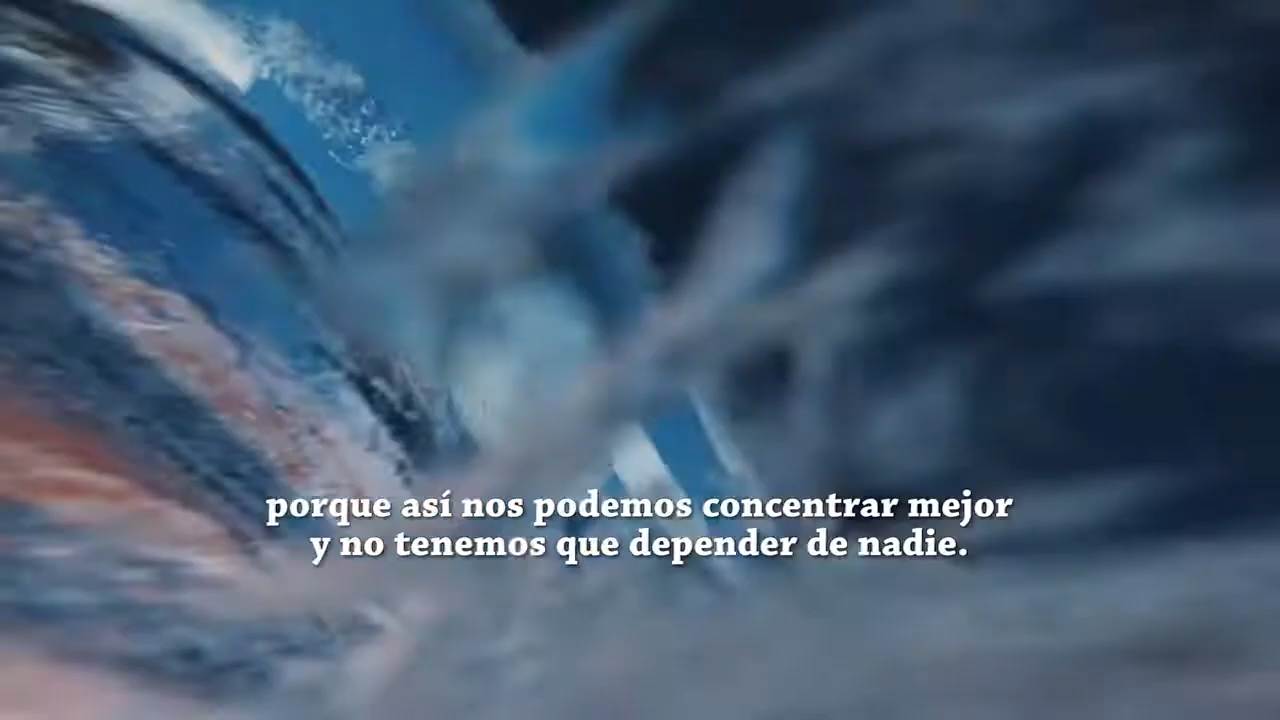 porque así nos podemos concentrar mejor
y no tenemos que depender de nadie.